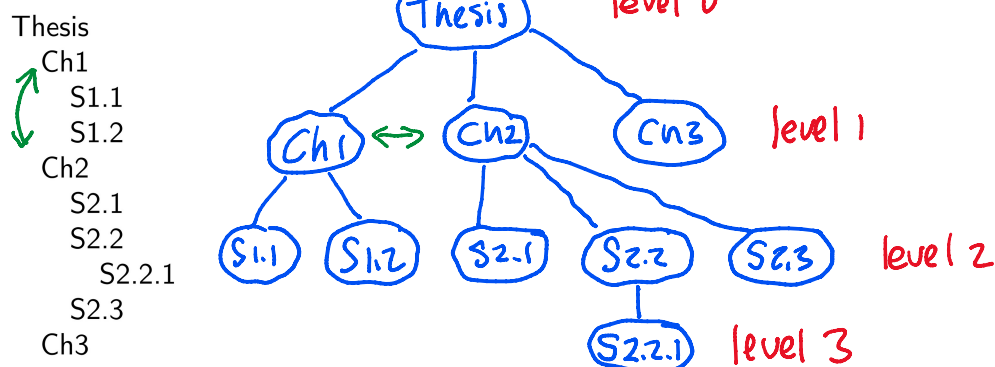 Thesis
Ch1
S1.1
S1.2
Ch2
S2.1
S2.2
S2.2.1
S2.3
Ch3
Thesis level 0
Ch1 Ch2 Ch3 level 1
S1.1 S1.2 S2.1 S2.2 S2.3 level 2
S2.2.1 level 3